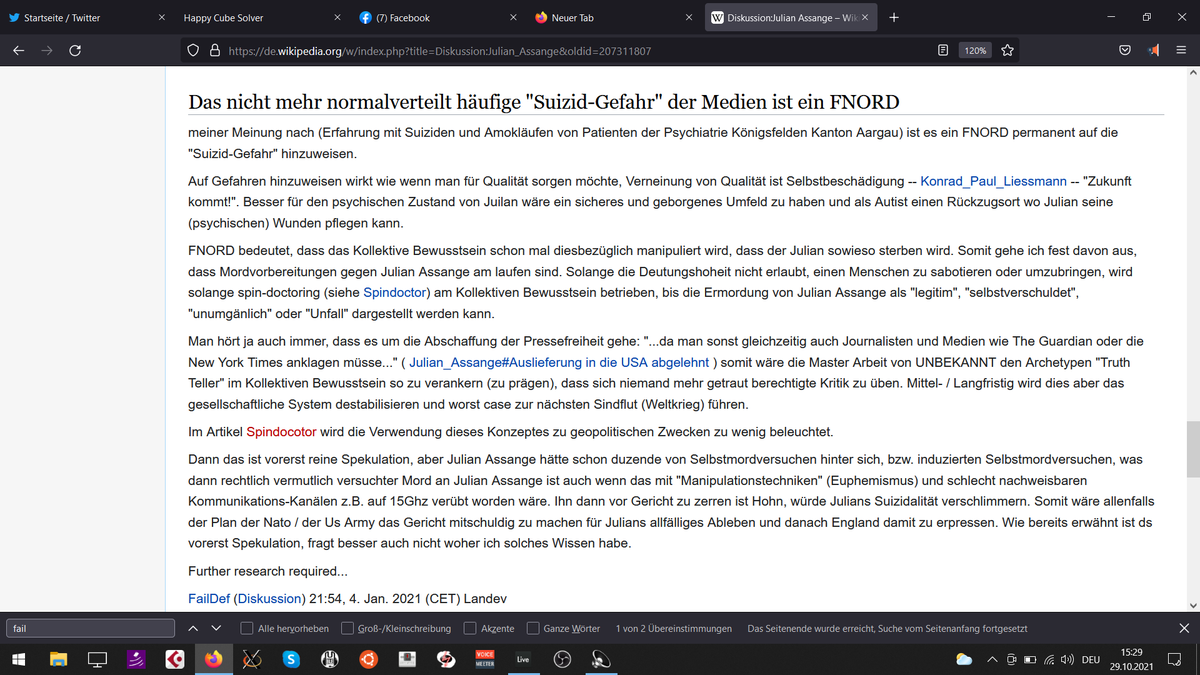 Startseite / Twitter
Happy Cube Solver
(7) Facebook
Neuer Tab
W Diskussion:Julian Assange – Wik
https://de.wikipedia.org/w/index.php?title=Diskussion:Julian_Assange&oldid=207311807
120%
Das nicht mehr normalverteilt häufige "Suizid-Gefahr" der Medien ist ein FNORD
meiner Meinung nach (Erfahrung mit Suiziden und Amokläufen von Patienten der Psychiatrie Königsfelden Kanton Aargau) ist es ein FNORD permanent auf die
"Suizid-Gefahr" hinzuweisen.
Auf Gefahren hinzuweisen wirkt wie wenn man für Qualität sorgen möchte, Verneinung von Qualität ist Selbstbeschädigung -- Konrad_Paul_Liessmann -- "Zukunft
kommt!". Besser für den psychischen Zustand von Juilan wäre ein sicheres und geborgenes Umfeld zu haben und als Autist einen Rückzugsort wo Julian seine
(psychischen) Wunden pflegen kann.
FNORD bedeutet, dass das Kollektive Bewusstsein schon mal diesbezüglich manipuliert wird, dass der Julian sowieso sterben wird. Somit gehe ich fest davon aus,
dass Mordvorbereitungen gegen Julian Assange am laufen sind. Solange die Deutungshoheit nicht erlaubt, einen Menschen zu sabotieren oder umzubringen, wird
solange spin-doctoring (siehe Spindoctor) am Kollektiven Bewusstsein betrieben, bis die Ermordung von Julian Assange als "legitim", "selbstverschuldet",
"unumgänlich" oder "Unfall" dargestellt werden kann.
Man hört ja auch immer, dass es um die Abschaffung der Pressefreiheit gehe: "...da man sonst gleichzeitig auch Journalisten und Medien wie The Guardian oder die
New York Times anklagen müsse..." ( Julian_Assange#Auslieferung in die USA abgelehnt ) somit wäre die Master Arbeit von UNBEKANNT den Archetypen "Truth
Teller" im Kollektiven Bewusstsein so zu verankern (zu prägen), dass sich niemand mehr getraut berechtigte Kritik zu üben. Mittel- / Langfristig wird dies aber das
gesellschaftliche System destabilisieren und worst case zur nächsten Sindflut (Weltkrieg) führen.
Im Artikel Spindocotor wird die Verwendung dieses Konzeptes zu geopolitischen Zwecken zu wenig beleuchtet.
Dann das ist vorerst reine Spekulation, aber Julian Assange hätte schon duzende von Selbstmordversuchen hinter sich, bzw. induzierten Selbstmordversuchen, was
dann rechtlich vermutlich versuchter Mord an Julian Assange ist auch wenn das mit "Manipulationstechniken" (Euphemismus) und schlecht nachweisbaren
Kommunikations-Kanälen z.B. auf 15Ghz verübt worden wäre. Ihn dann vor Gericht zu zerren ist Hohn, würde Julians Suizidalität verschlimmern. Somit wäre allenfalls
der Plan der Nato / der Us Army das Gericht mitschuldig zu machen für Julians allfälliges Ableben und danach England damit zu erpressen. Wie bereits erwähnt ist ds
vorerst Spekulation, fragt besser auch nicht woher ich solches Wissen habe.
Further research required...
FailDef (Diskussion) 21:54, 4. Jan. 2021 (CET) Landev
fail
Alle hervorheben
Groß-/Kleinschreibung
Akzente
Ganze Wörter
1 von 2 Übereinstimmungen
Das Seitenende wurde erreicht, Suche vom Seitenanfang fortgesetzt
VOICE
MEETER
Live
DEU
15:29
29.10.2021